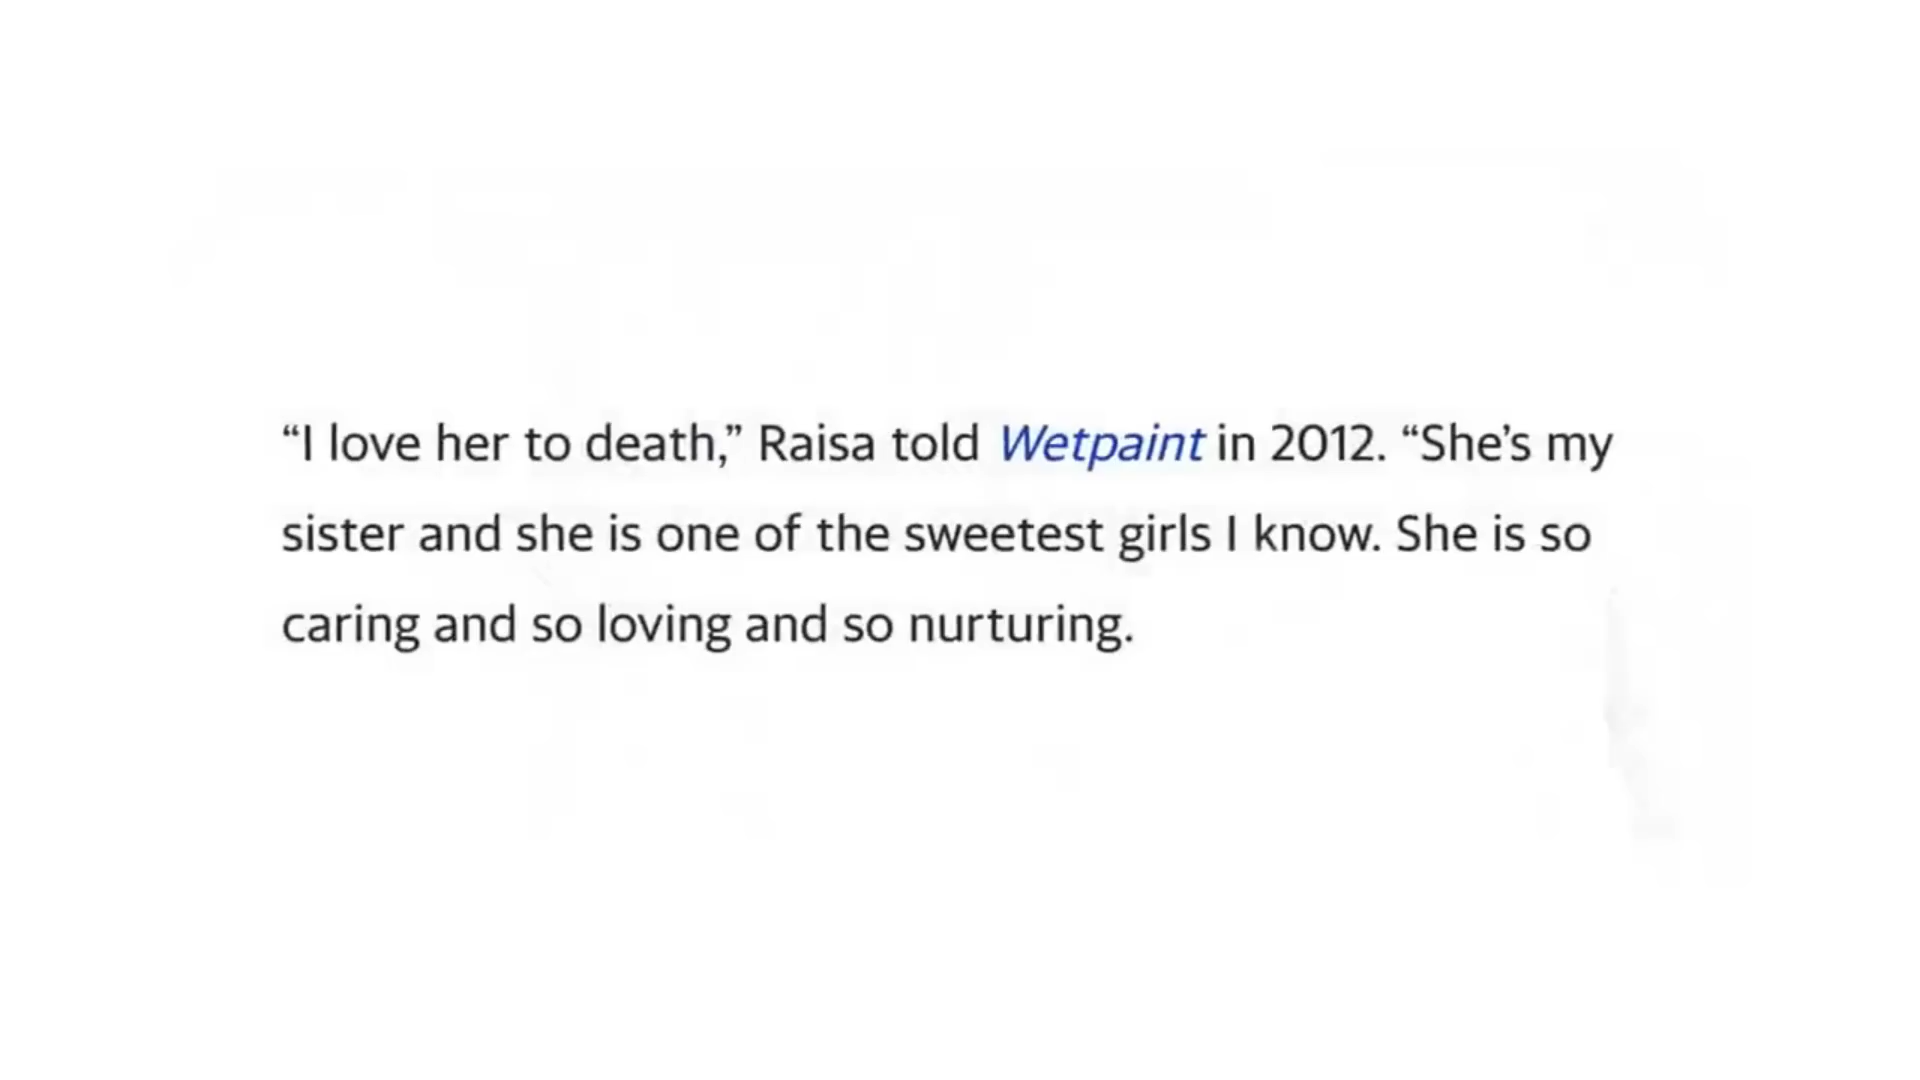 “I love her to death,” Raisa told Wetpaint in 2012. “She’s my
sister and she is one of the sweetest girls I know. She is so
caring and so loving and so nurturing.